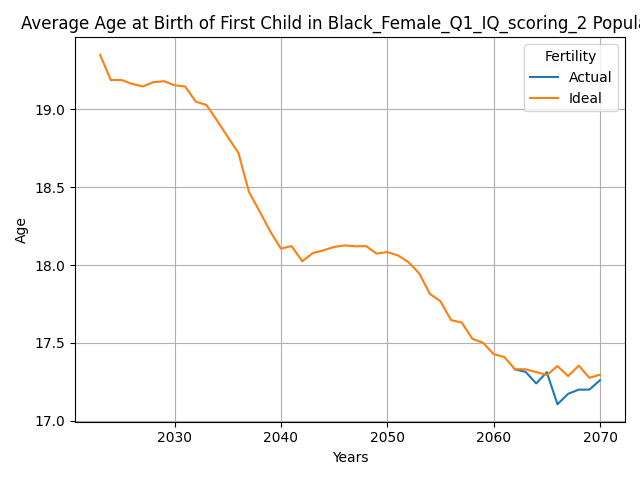 Average Age at Birth of First Child in Black_Female_Q1_IQ_scoring_2 Popula
Fertility
Actual
Ideal
19.0
18.5
18.0
17.5
17.0
Age
2030
2040
2050
2060
2070
Years